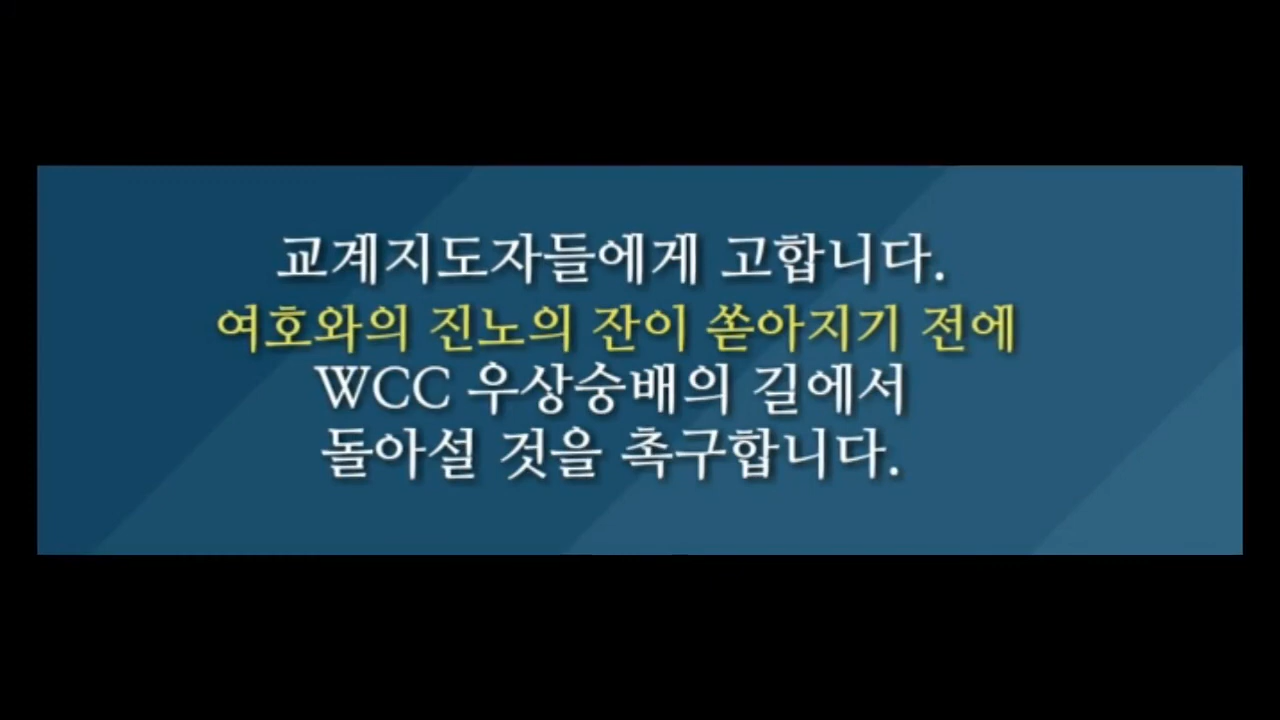 교계지도자들에게 고합니다.
여호와의 진노의 잔이 쏟아지기 전에
WCC 우상숭배의 길에서
돌아설 것을 촉구합니다.